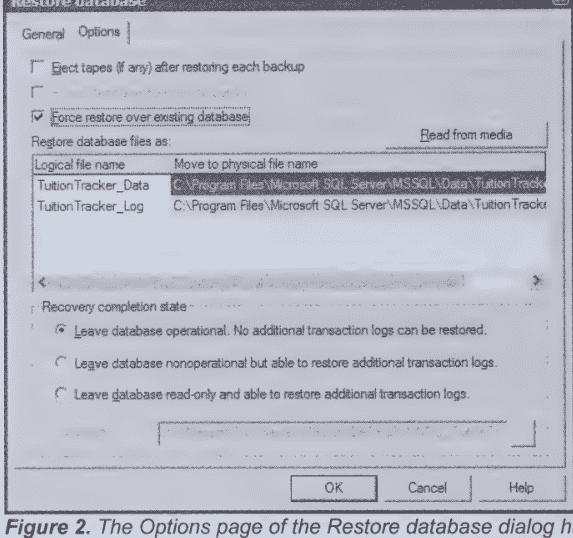 Restore database
General Options
Eject tapes (if any) after restoring each backup
Force restore over existing database
Read from media
Restore database files as:
Logical file name Move to physical file name
TuitionTracker_Data C:\Program Files\Microsoft SQL Server\MSSQL\Data\TuitionTracke
TuitionTracker_Log C:\Program Files\Microsoft SQL Server\MSSQL\Data\TuitionTracke
Recovery completion state
Leave database operational. No additional transaction logs can be restored.
Leave database nonoperational but able to restore additional transaction logs.
Leave database read-only and able to restore additional transaction logs.
OK Cancel Help
Figure 2. The Options page of the Restore database dialog h